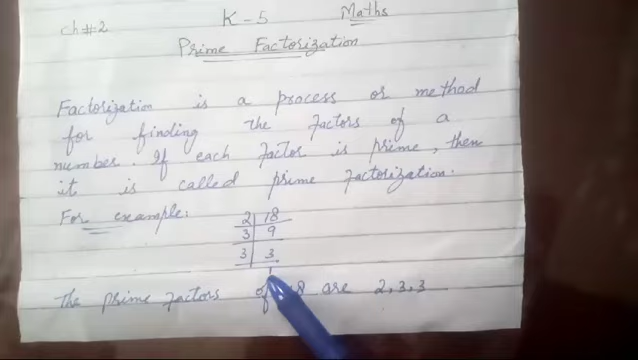 Ch#2 K-5 Maths
Prime Factorization
Factorization is a process or method
for finding the factors of a
number. If each factor is prime, then
it is called prime factorization.
For example:
2 18
3 9
3 3
1
The prime factors of 18 are 2,3,3